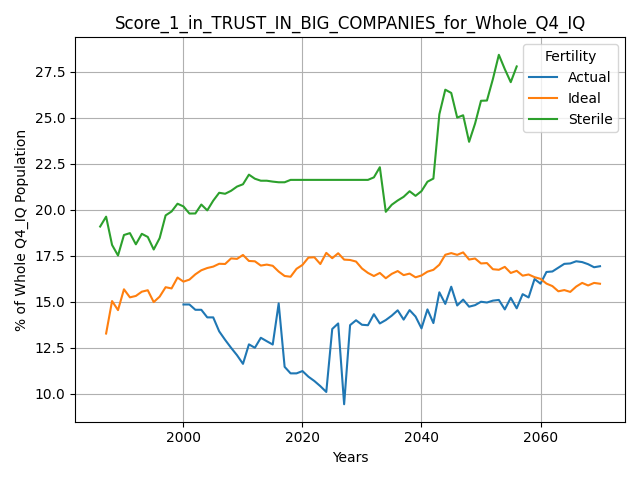 Score_1_in_TRUST_IN_BIG_COMPANIES_for_Whole_Q4_IQ
Fertility
Actual
Ideal
Sterile
% of Whole Q4_IQ Population
27.5
25.0
22.5
20.0
17.5
15.0
12.5
10.0
2000
2020
2040
2060
Years